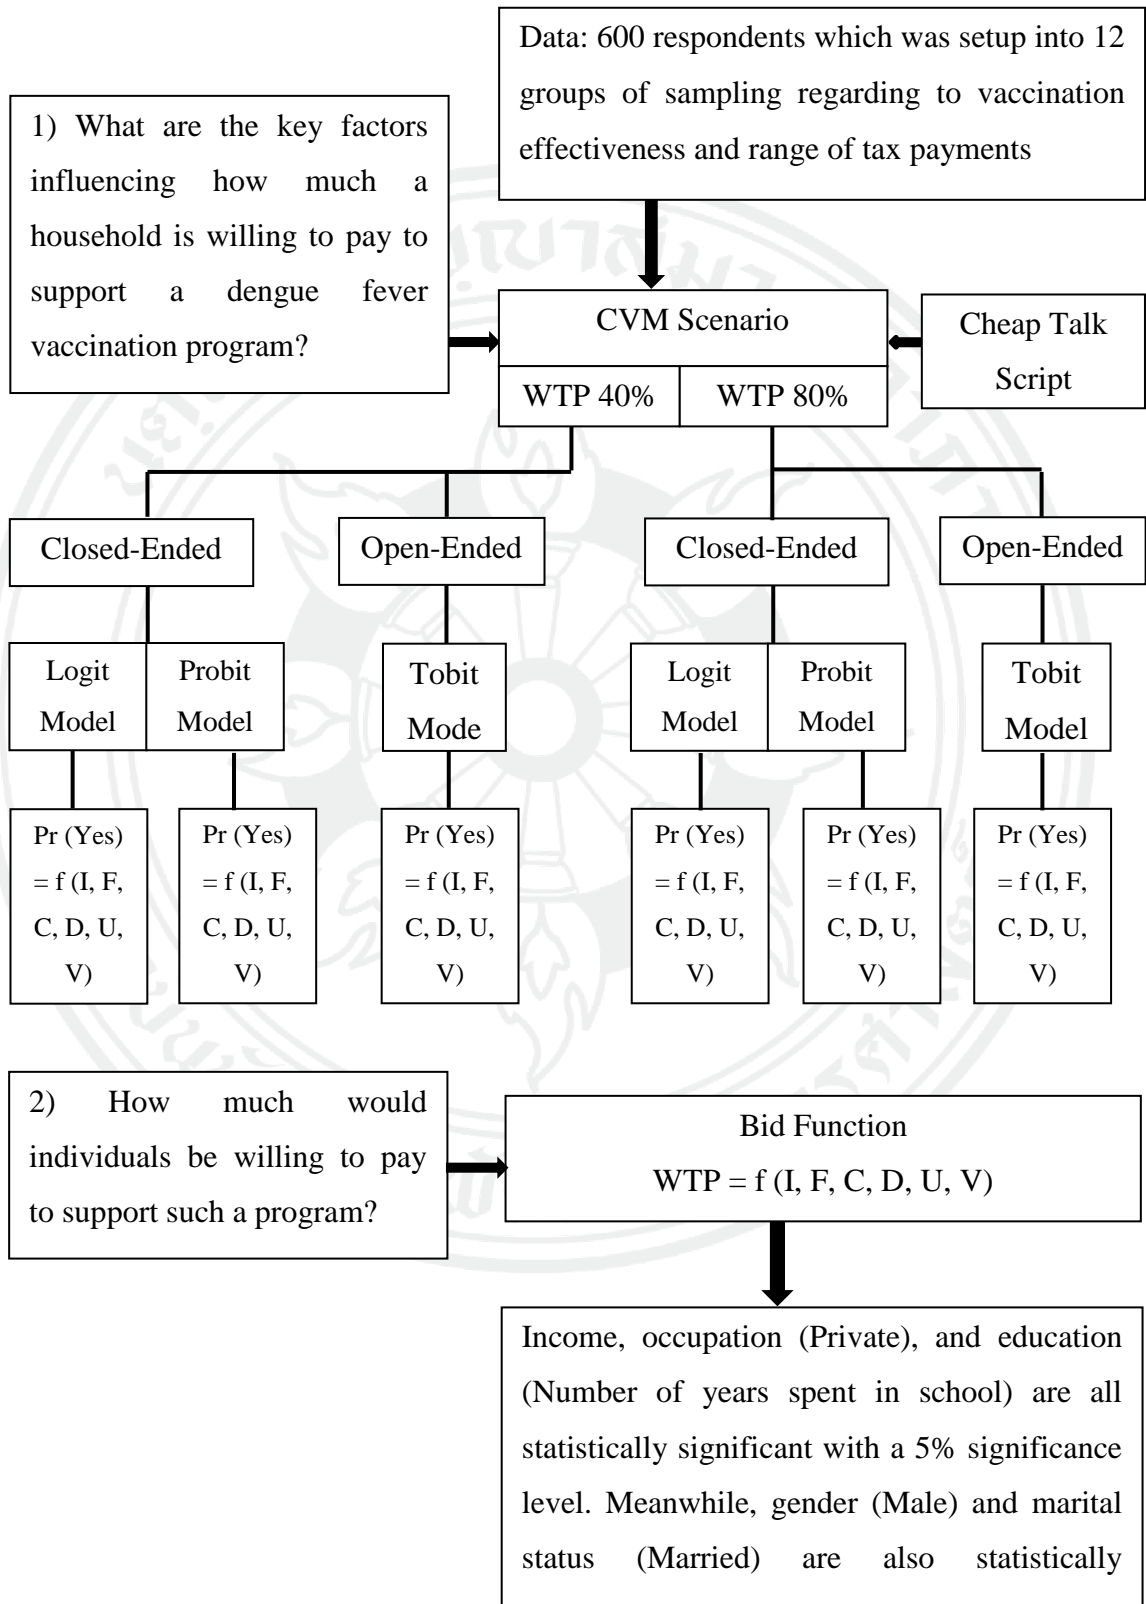 Data: 600 respondents which was setup into 12
groups of sampling regarding to vaccination
effectiveness and range of tax payments
1) What are the key factors
influencing how much a
household is willing to pay to
support a dengue fever
vaccination program?
CVM Scenario
WTP 40%
WTP 80%
Cheap Talk
Script
Closed-Ended
Open-Ended
Closed-Ended
Open-Ended
Logit
Model
Probit
Model
Tobit
Mode
Logit
Model
Probit
Model
Tobit
Model
Pr (Yes)
= f (I, F,
C, D, U,
V)
Pr (Yes)
= f (I, F,
C, D, U,
V)
Pr (Yes)
= f (I, F,
C, D, U,
V)
Pr (Yes)
= f (I, F,
C, D, U,
V)
Pr (Yes)
= f (I, F,
C, D, U,
V)
Pr (Yes)
= f (I, F,
C, D, U,
V)
2) How much would
individuals be willing to pay
to support such a program?
Bid Function
WTP = f (I, F, C, D, U, V)
Income, occupation (Private), and education
(Number of years spent in school) are all
statistically significant with a 5% significance
level. Meanwhile, gender (Male) and marital
status (Married) are also statistically